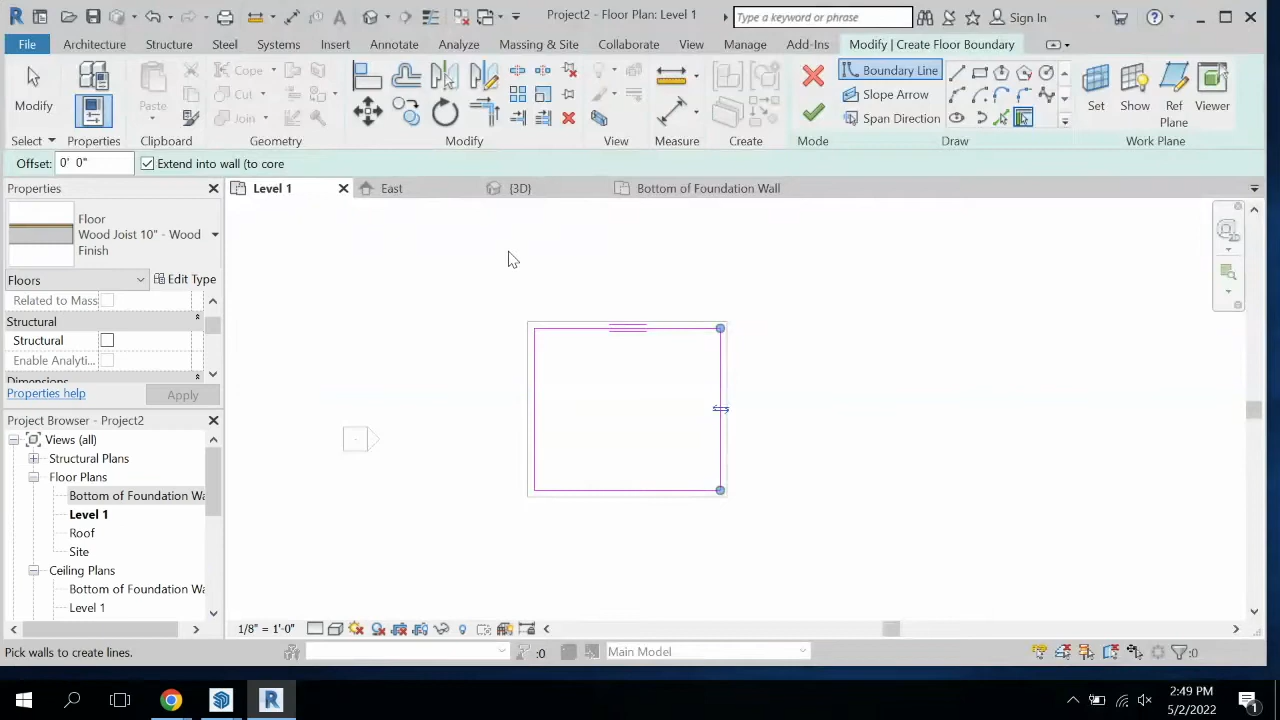 Project2 - Floor Plan: Level 1
Type a keyword or phrase
Sign In
File
Architecture
Structure
Steel
Systems
Insert
Annotate
Analyze
Massing & Site
Collaborate
View
Manage
Add-Ins
Modify | Create Floor Boundary
Modify
Paste
Cope
Cut
Join
Boundary Line
Slope Arrow
Span Direction
Set
Show
Ref
Plane
Viewer
Select
Properties
Clipboard
Geometry
Modify
View
Measure
Create
Mode
Draw
Work Plane
Offset: 0' 0"
Extend into wall (to core
Properties
Level 1
East
{3D}
Bottom of Foundation Wall
Floor
Wood Joist 10" - Wood
Finish
Floors
Edit Type
Related to Mass
Structural
Structural
Enable Analyti...
Dimensions
Properties help
Apply
Project Browser - Project2
Views (all)
Structural Plans
Floor Plans
Bottom of Foundation Wa
Level 1
Roof
Site
Ceiling Plans
Bottom of Foundation Wa
Level 1
1/8" = 1'-0"
Pick walls to create lines.
:0
Main Model
:0
2:49 PM
5/2/2022
1